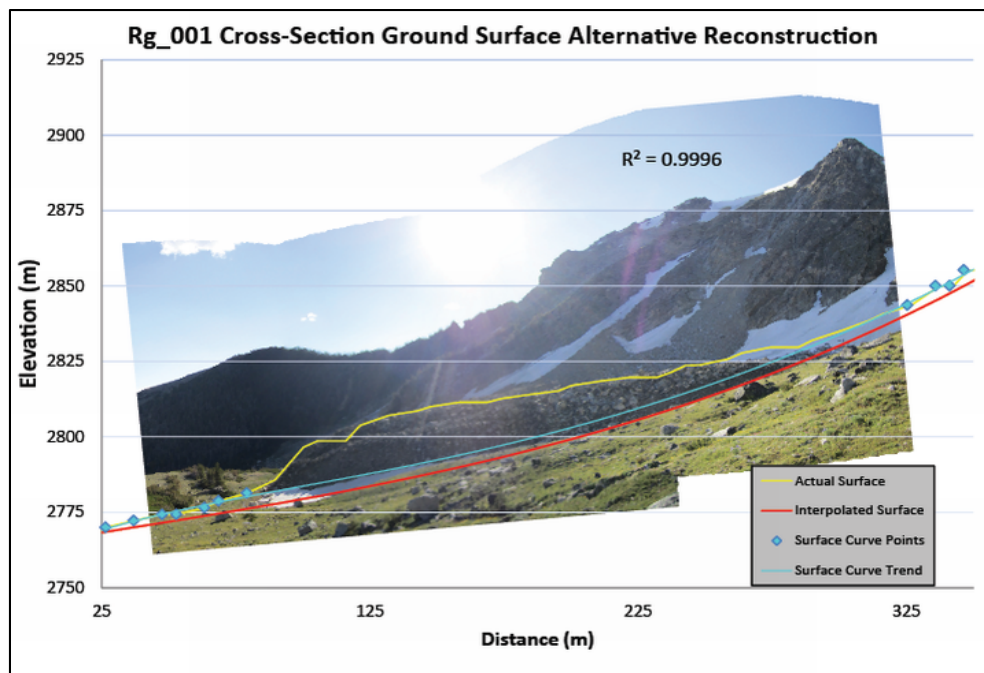 Rg_001 Cross-Section Ground Surface Alternative Reconstruction
2925
2900
2875
2850
2825
2800
2775
2750
Elevation (m)
R² = 0.9996
Actual Surface
Interpolated Surface
Surface Curve Points
Surface Curve Trend
25
125
225
325
Distance (m)